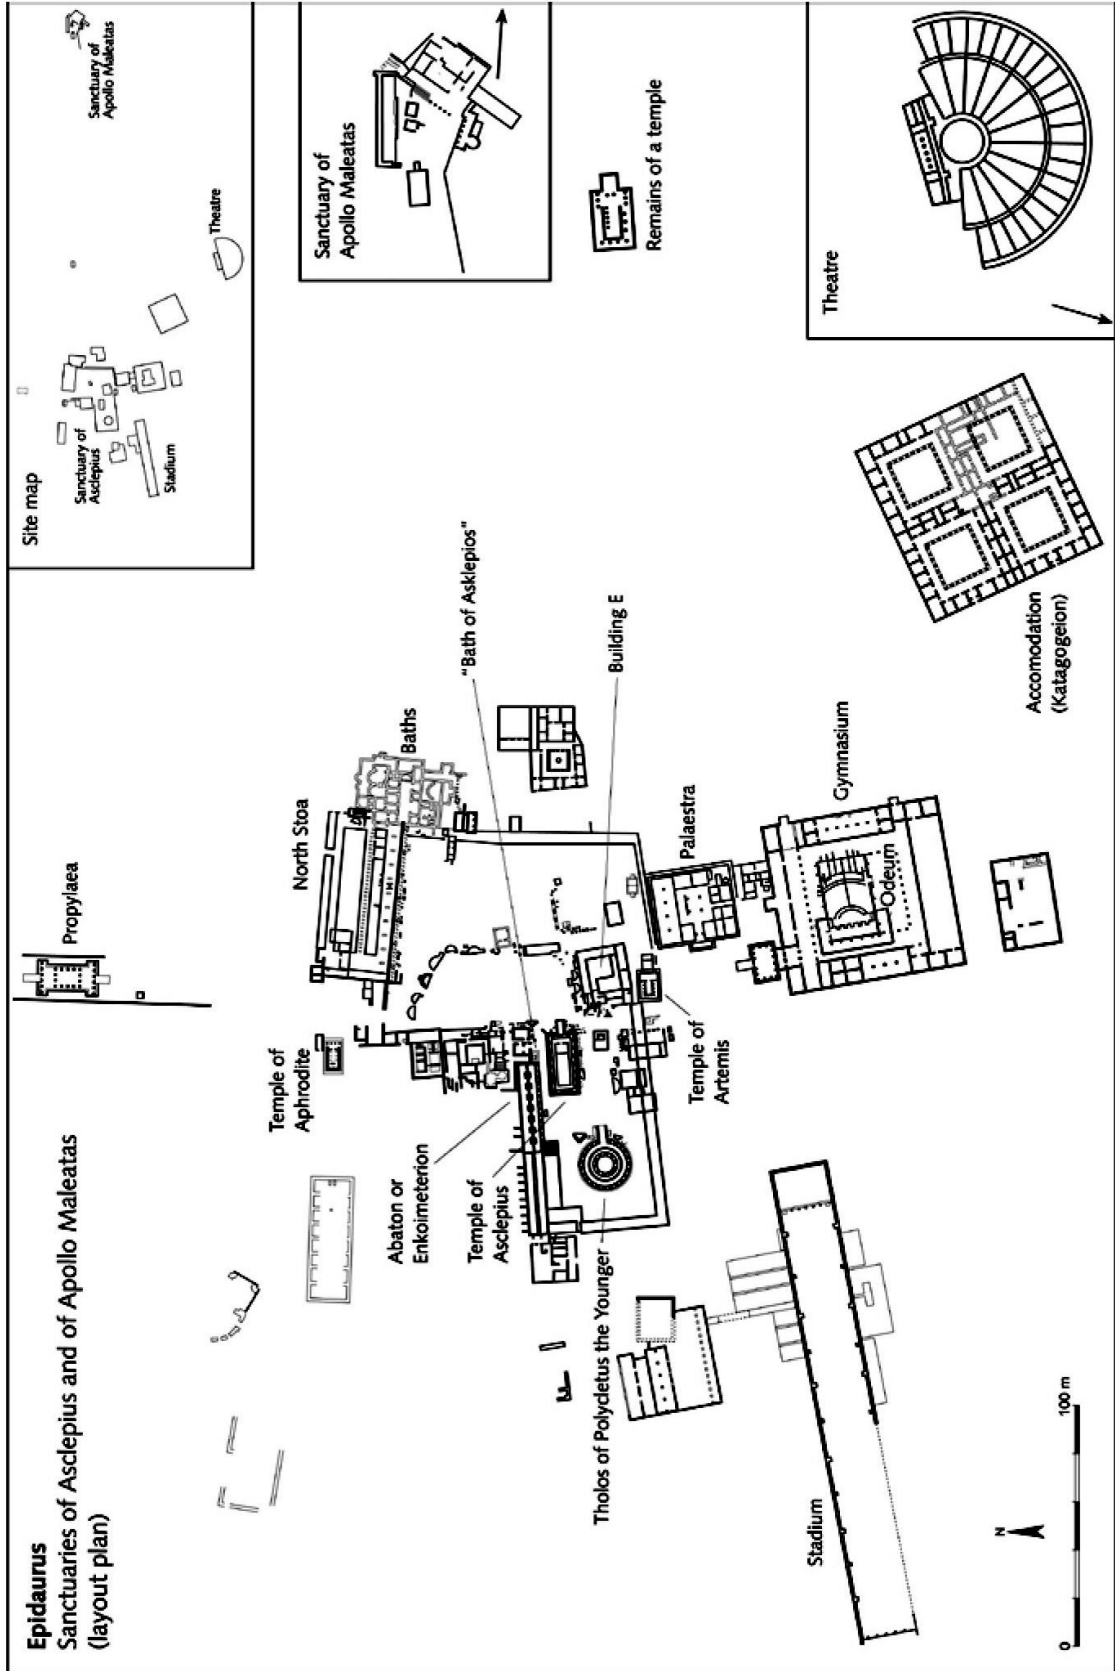 Epidaurus
Sanctuaries of Asclepius and of Apollo Maleatas
(layout plan)
Propylaea
Site map
Sanctuary of
Asclepius
Stadium
Theatre
Sanctuary of
Apollo Maleatas
Temple of
Aphrodite
North Stoa
Baths
Sanctuary of
Apollo Maleatas
Abaton or
Enkoimeterion
Temple of
Asclepius
"Bath of Asklepios"
Building E
Remains of a temple
Tholos of Polycletus the Younger
Temple of
Artemis
Palaestra
Gymnasium
Odeum
Theatre
Stadium
Accomodation
(Katagogeion)
N
0
100 m